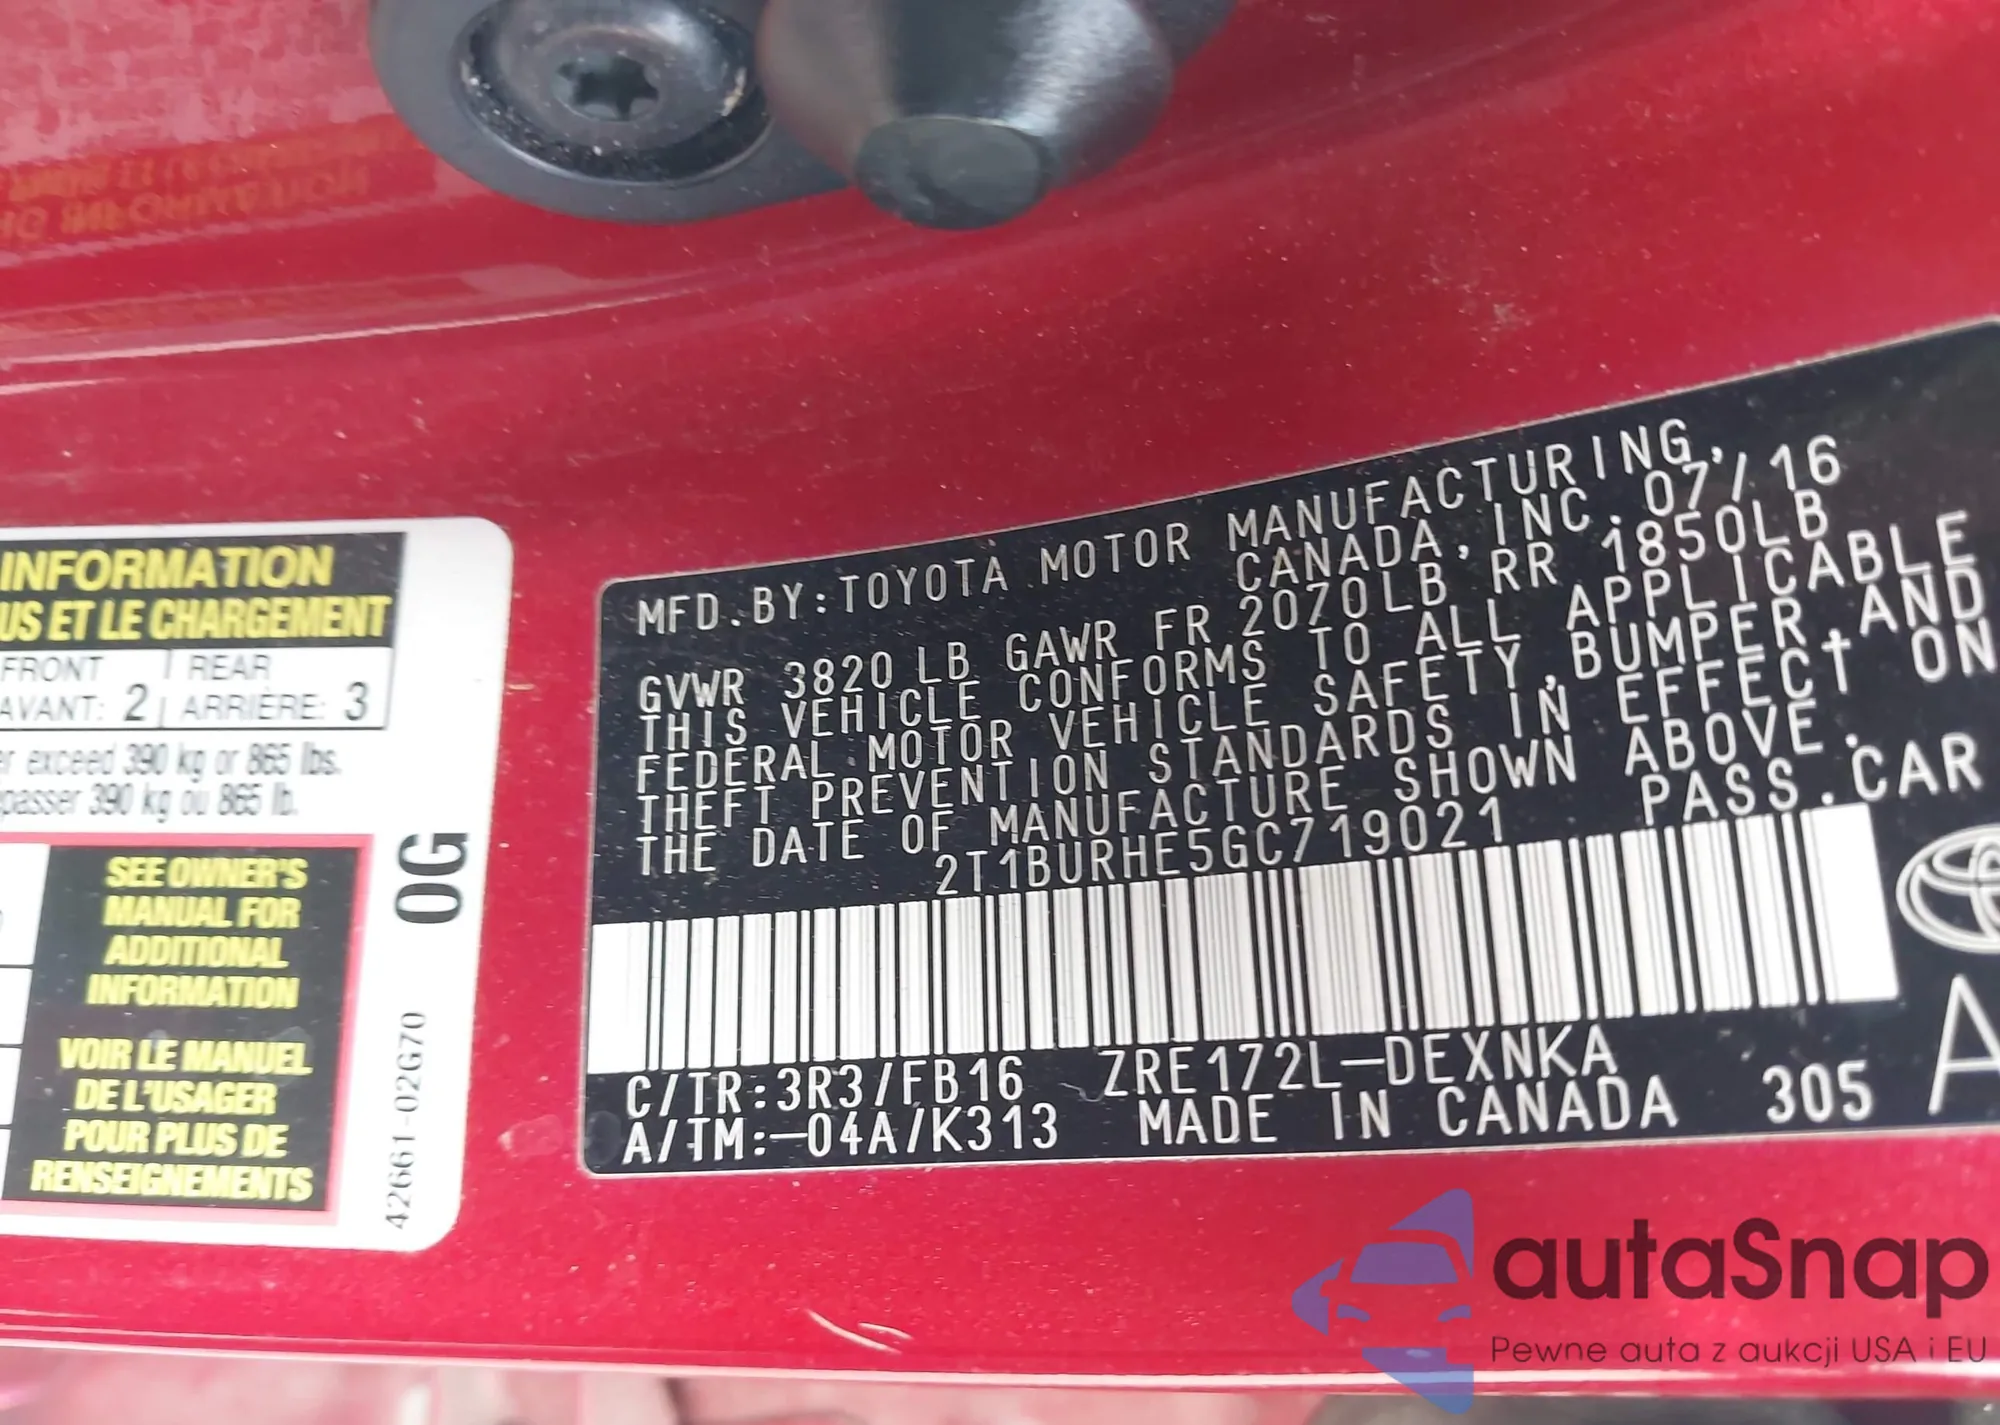 INFORMATION
US ET LE CHARGEMENT
FRONT REAR
AVANT: 2 ARRIÈRE: 3
er exceed 390 kg or 865 lbs.
passer 390 kg ou 865 lb.
SEE OWNER'S
MANUAL FOR
ADDITIONAL
INFORMATION
VOIR LE MANUEL
DE L'USAGER
POUR PLUS DE
RENSEIGNEMENTS
0G
42661-02G70
MFD.BY:TOYOTA MOTOR MANUFACTURING,
CANADA, INC. 07/16
GVWR 3820 LB GAWR FR 2070LB RR 1850LB
THIS VEHICLE CONFORMS TO ALL APPLICABLE
FEDERAL MOTOR VEHICLE SAFETY,BUMPER,AND
THEFT PREVENTION STANDARDS IN EFFECT ON
THE DATE OF MANUFACTURE SHOWN ABOVE.
2T1BURHE5GC719021 PASS.CAR
C/TR:3R3/FB16 ZRE172L-DEXNKA
A/TM:-04A/K313 MADE IN CANADA 305 A
autaSnap
Pewne auta z aukcji USA i EU